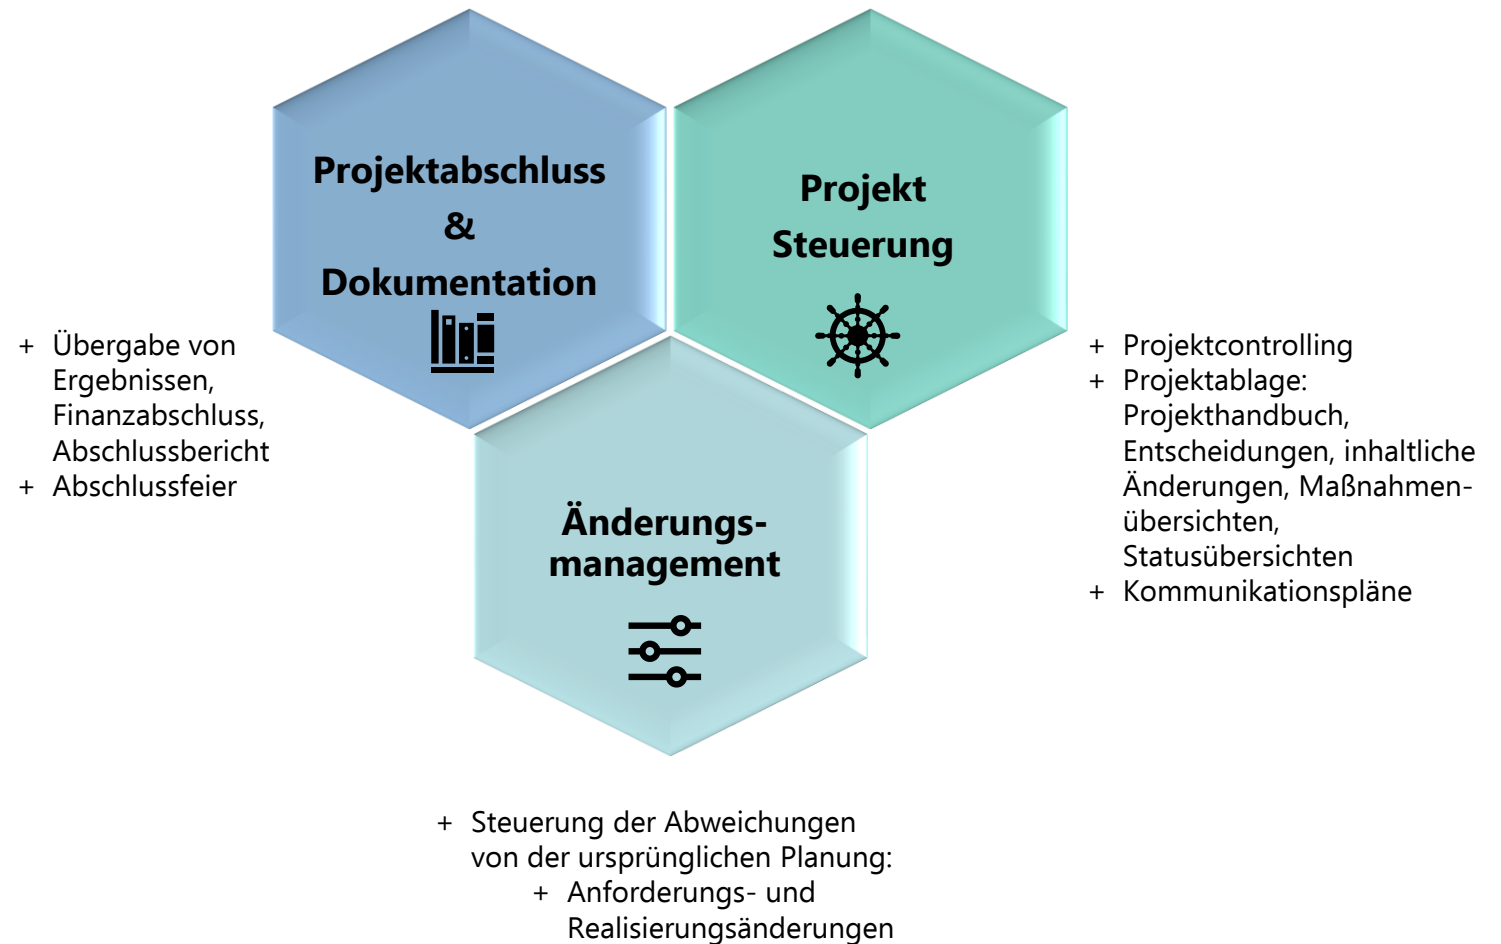 Projektabschluss
&
Dokumentation
Projekt
Steuerung
+ Übergabe von
Ergebnissen,
Finanzabschluss,
Abschlussbericht
+ Abschlussfeier
+ Projektcontrolling
+ Projektablage:
Projekthandbuch,
Entscheidungen, inhaltliche
Änderungen, Maßnahmen-
übersichten,
Statusübersichten
+ Kommunikationspläne
Änderungs-
management
+ Steuerung der Abweichungen
von der ursprünglichen Planung:
+ Anforderungs- und
Realisierungsänderungen